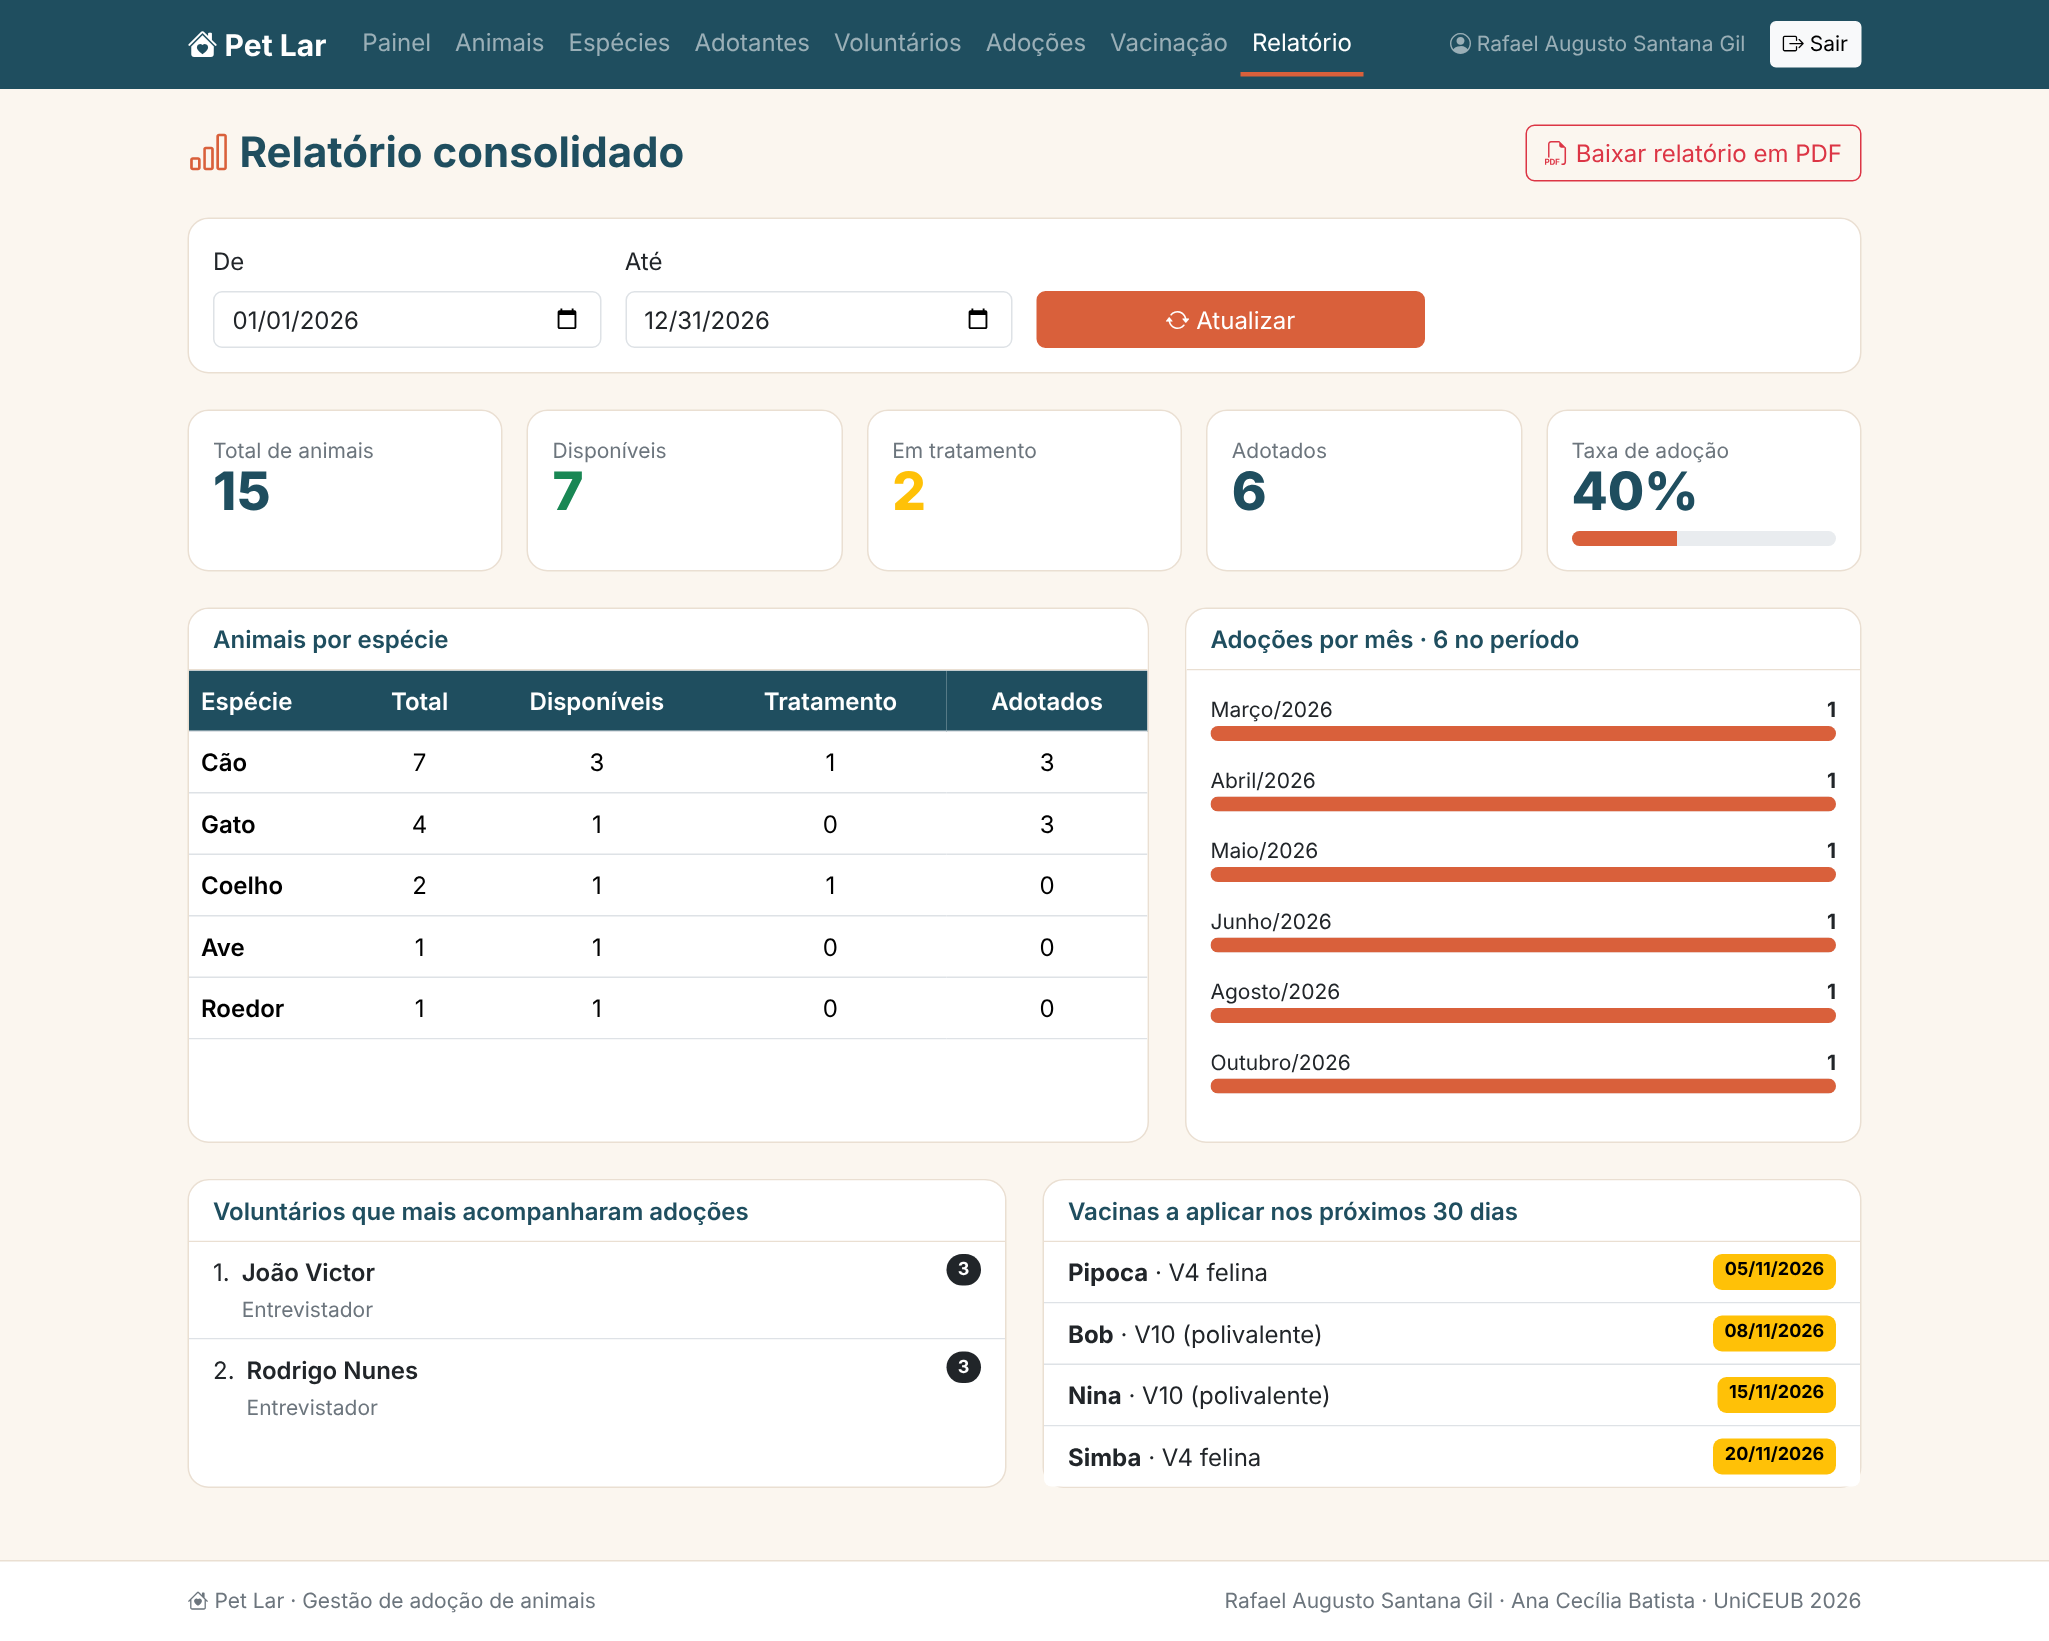 Pet Lar Painel Animais Espécies Adotantes Voluntários Adoções Vacinação Relatório Rafael Augusto Santana Gil Sair
Relatório consolidado
PDF Baixar relatório em PDF
De Até
01/01/2026 12/31/2026 Atualizar
Total de animais Disponíveis Em tratamento Adotados Taxa de adoção
15 7 2 6 40%
Animais por espécie
Espécie Total Disponíveis Tratamento Adotados
Cão 7 3 1 3
Gato 4 1 0 3
Coelho 2 1 1 0
Ave 1 1 0 0
Roedor 1 1 0 0
Adoções por mês · 6 no período
Março/2026 1
Abril/2026 1
Maio/2026 1
Junho/2026 1
Agosto/2026 1
Outubro/2026 1
Voluntários que mais acompanharam adoções
1. João Victor 3
Entrevistador
2. Rodrigo Nunes 3
Entrevistador
Vacinas a aplicar nos próximos 30 dias
Pipoca · V4 felina 05/11/2026
Bob · V10 (polivalente) 08/11/2026
Nina · V10 (polivalente) 15/11/2026
Simba · V4 felina 20/11/2026
Pet Lar · Gestão de adoção de animais
Rafael Augusto Santana Gil · Ana Cecília Batista · UniCEUB 2026